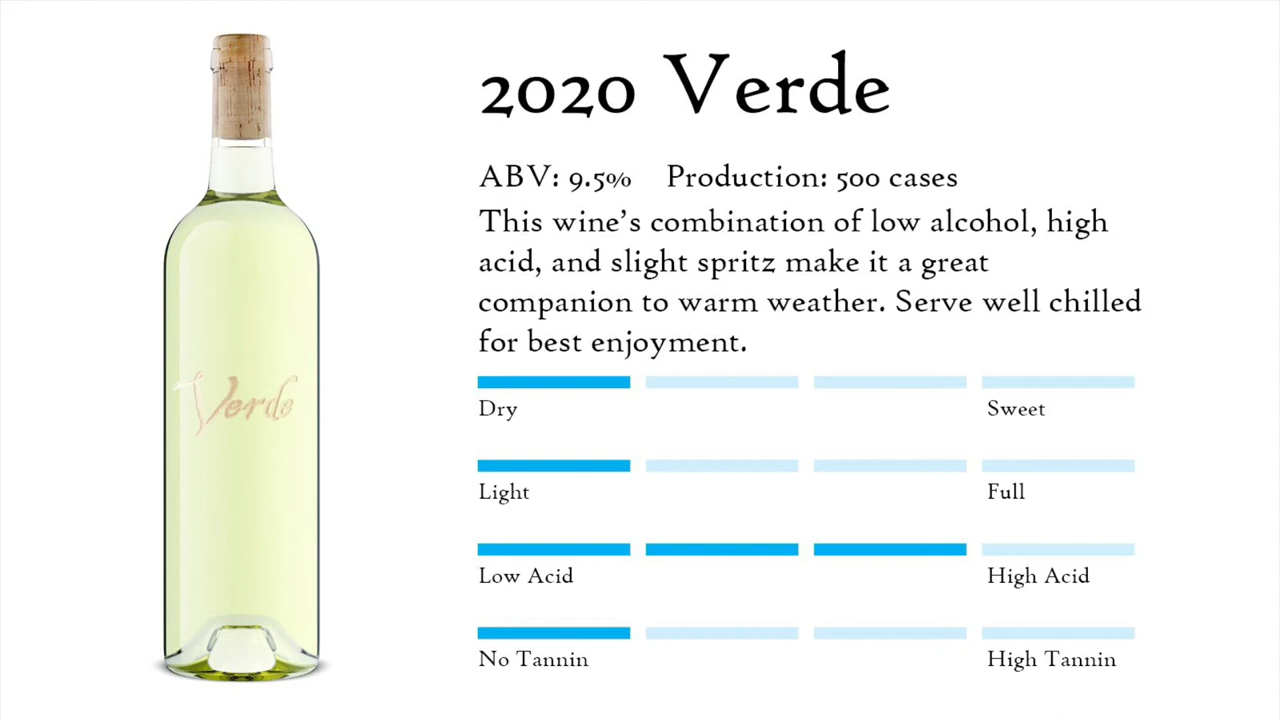 2020 Verde
ABV: 9.5% Production: 500 cases
This wine’s combination of low alcohol, high
acid, and slight spritz make it a great
companion to warm weather. Serve well chilled
for best enjoyment.
Verde
Dry Sweet
Light Full
Low Acid High Acid
No Tannin High Tannin